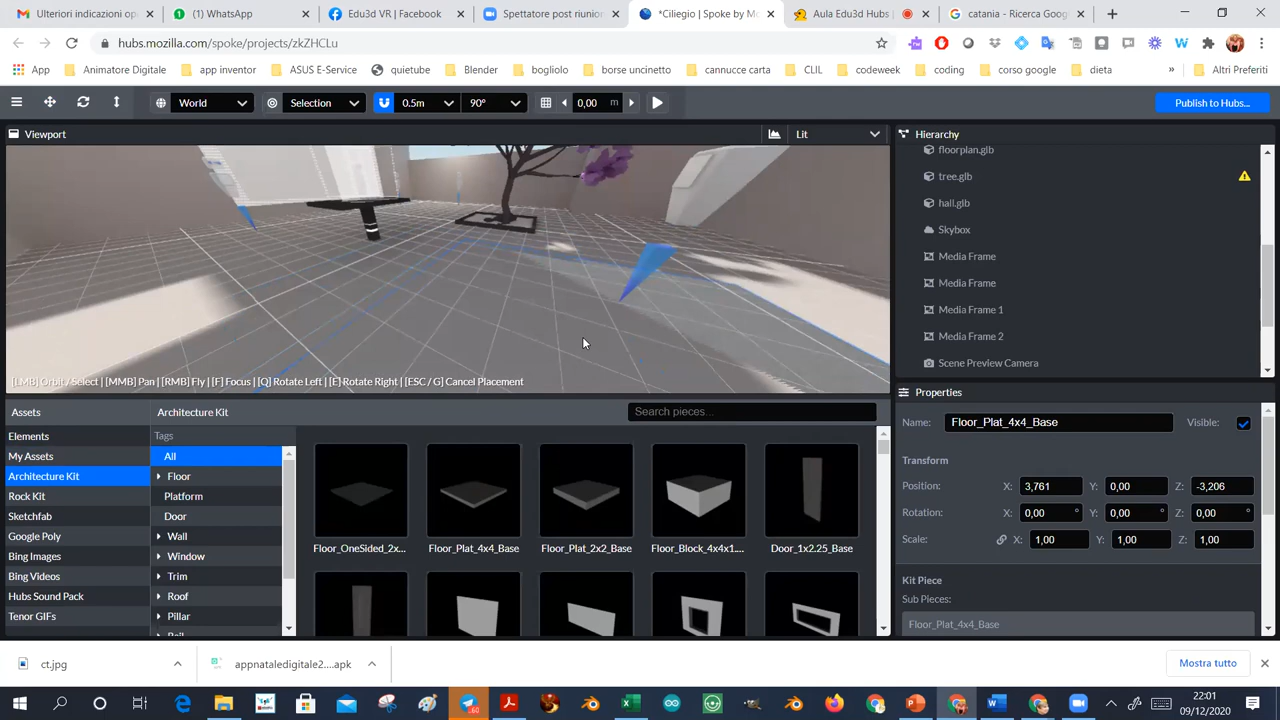 Ulteriori indicazioni op
(1) WhatsApp
Edu3d VR | Facebook
Spettatore post riunion
*Ciliegio | Spoke by Mo
Aula Edu3d Hubs |
catania - Ricerca Goog
hubs.mozilla.com/spoke/projects/zkZHCLu
App
Animatore Digitale
app inventor
ASUS E-Service
quietube
Blender
bogliolo
borse uncinetto
cannucce carta
CLIL
codeweek
coding
corso google
dieta
»
Altri Preferiti
World
Selection
0.5m
90°
0,00 m
Publish to Hubs...
Viewport
Lit
Hierarchy
floorplan.glb
tree.glb
hall.glb
Skybox
Media Frame
Media Frame
Media Frame 1
Media Frame 2
Scene Preview Camera
[LMB] Orbit / Select | [MMB] Pan | [RMB] Fly | [F] Focus | [Q] Rotate Left | [E] Rotate Right | [ESC / G] Cancel Placement
Properties
Name: Floor_Plat_4x4_Base Visible:
Transform
Position: X: 3,761 Y: 0,00 Z: -3,206
Rotation: X: 0,00 ° Y: 0,00 ° Z: 0,00 °
Scale: X: 1,00 Y: 1,00 Z: 1,00
Kit Piece
Sub Pieces:
Floor_Plat_4x4_Base
Assets
Elements
My Assets
Architecture Kit
Rock Kit
Sketchfab
Google Poly
Bing Images
Bing Videos
Hubs Sound Pack
Tenor GIFs
Architecture Kit
Search pieces...
Tags
All
Floor
Platform
Door
Wall
Window
Trim
Roof
Pillar
Rail
Floor_OneSided_2x...
Floor_Plat_4x4_Base
Floor_Plat_2x2_Base
Floor_Block_4x4x1....
Door_1x2.25_Base
ct.jpg
appnataledigitale2....apk
Mostra tutto
60
22:01
09/12/2020